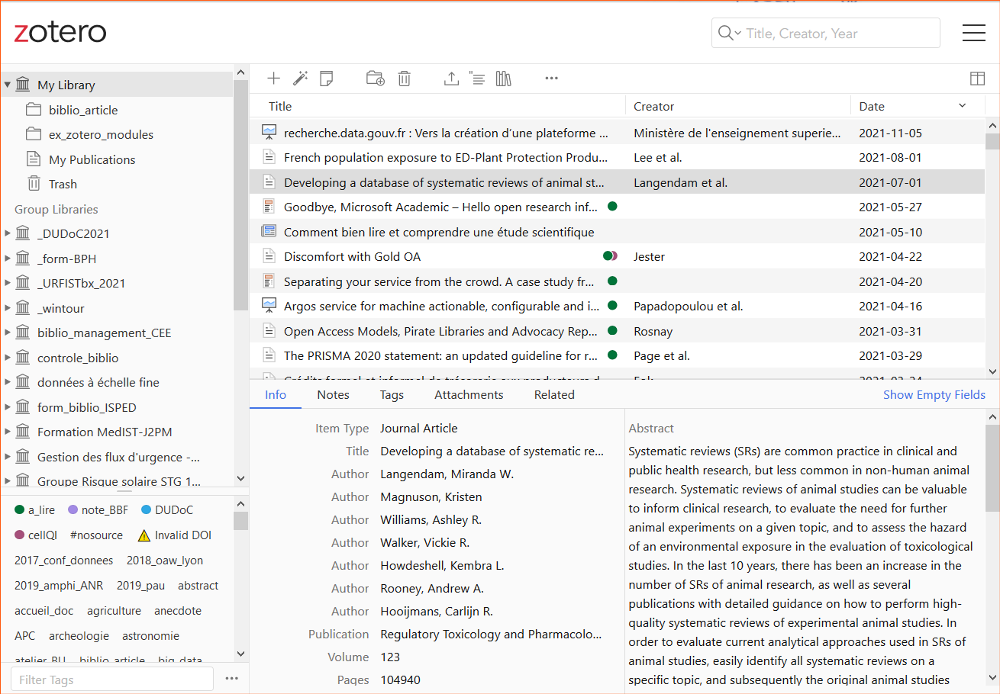 zotero
Title, Creator, Year
My Library
biblio_article
ex_zotero_modules
My Publications
Trash
Group Libraries
_DUDoC2021
_form-BPH
_URFISTbx_2021
_wintour
biblio_management_CEE
controle_biblio
données à échelle fine
form_biblio_ISPED
Formation MedIST-J2PM
Gestion des flux d'urgence -...
Groupe Risque solaire STG 1...
a_lire note_BBF DUDoC
cellQI #nosource Invalid DOI
2017_conf_donnees 2018_oaw_lyon
2019_amphi_ANR 2019_pau abstract
accueil_doc agriculture anecdote
APC archeologie astronomie
atelier_BU biblio_article big_data
Filter Tags
Title Creator Date
recherche.data.gouv.fr : Vers la création d’une plateforme ... Ministère de l'enseignement superie... 2021-11-05
French population exposure to ED-Plant Protection Produ... Lee et al. 2021-08-01
Developing a database of systematic reviews of animal st... Langendam et al. 2021-07-01
Goodbye, Microsoft Academic – Hello open research inf... 2021-05-27
Comment bien lire et comprendre une étude scientifique 2021-05-10
Discomfort with Gold OA Jester 2021-04-22
Separating your service from the crowd. A case study fr... 2021-04-20
Argos service for machine actionable, configurable and i... Papadopoulou et al. 2021-04-16
Open Access Models, Pirate Libraries and Advocacy Rep... Rosnay 2021-03-31
The PRISMA 2020 statement: an updated guideline for r... Page et al. 2021-03-29
Info Notes Tags Attachments Related Show Empty Fields
Item Type Journal Article
Title Developing a database of systematic re...
Author Langendam, Miranda W.
Author Magnuson, Kristen
Author Williams, Ashley R.
Author Walker, Vickie R.
Author Howdeshell, Kembra L.
Author Rooney, Andrew A.
Author Hooijmans, Carlijn R.
Publication Regulatory Toxicology and Pharmacolo...
Volume 123
Pages 104940
Abstract
Systematic reviews (SRs) are common practice in clinical and
public health research, but less common in non-human animal
research. Systematic reviews of animal studies can be valuable
to inform clinical research, to evaluate the need for further
animal experiments on a given topic, and to assess the hazard
of an environmental exposure in the evaluation of toxicological
studies. In the last 10 years, there has been an increase in the
number of SRs of animal research, as well as several
publications with detailed guidance on how to perform high-
quality systematic reviews of experimental animal studies. In
order to evaluate current analytical approaches used in SRs of
animal studies, easily identify all systematic reviews on a
specific topic, and subsequently the original animal studies